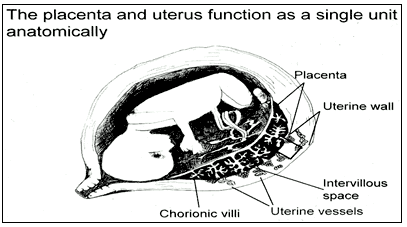 The placenta and uterus function as a single unit
anatomically
Placenta
Uterine wall
Intervillous
space
Uterine vessels
Chorionic villi